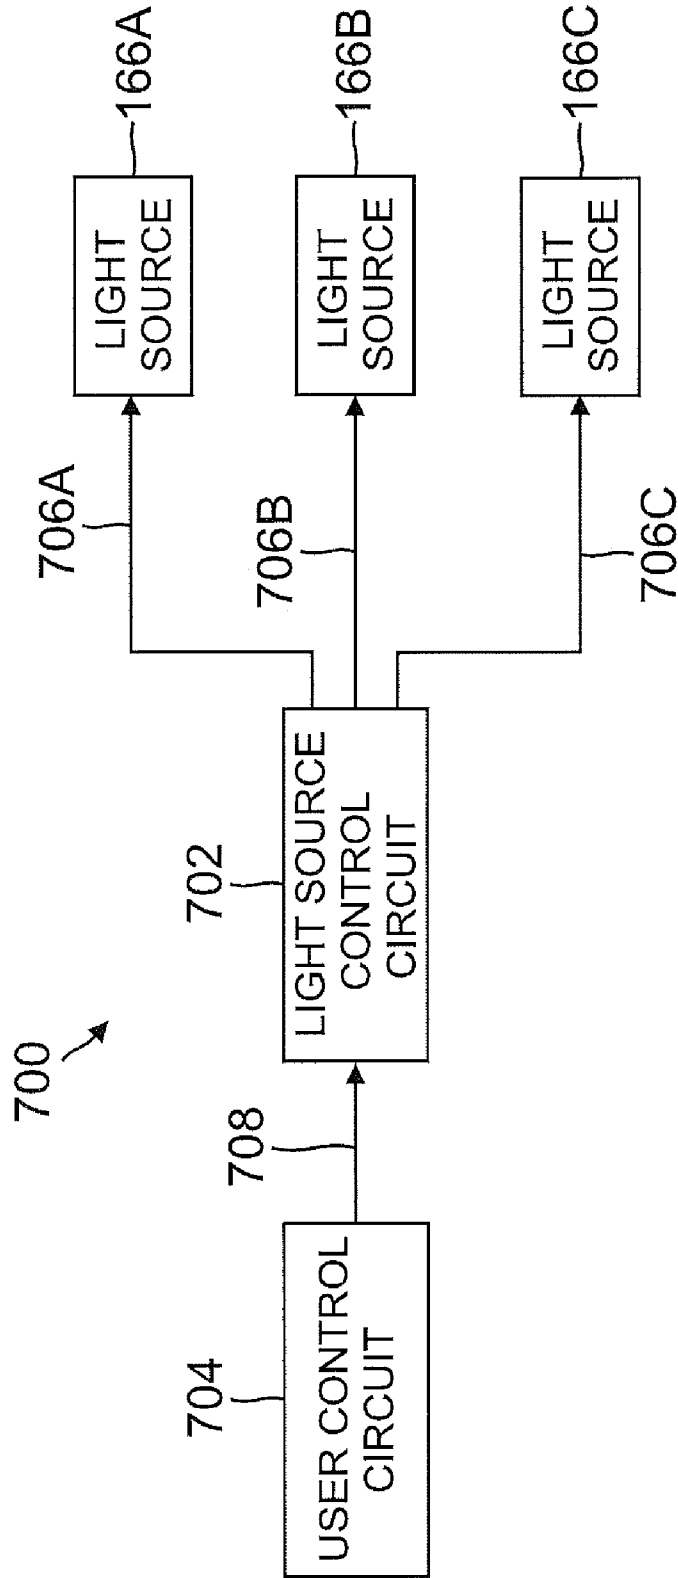 700
704
USER CONTROL
CIRCUIT
708
702
LIGHT SOURCE
CONTROL
CIRCUIT
706A
LIGHT
SOURCE
166A
706B
LIGHT
SOURCE
166B
706C
LIGHT
SOURCE
166C